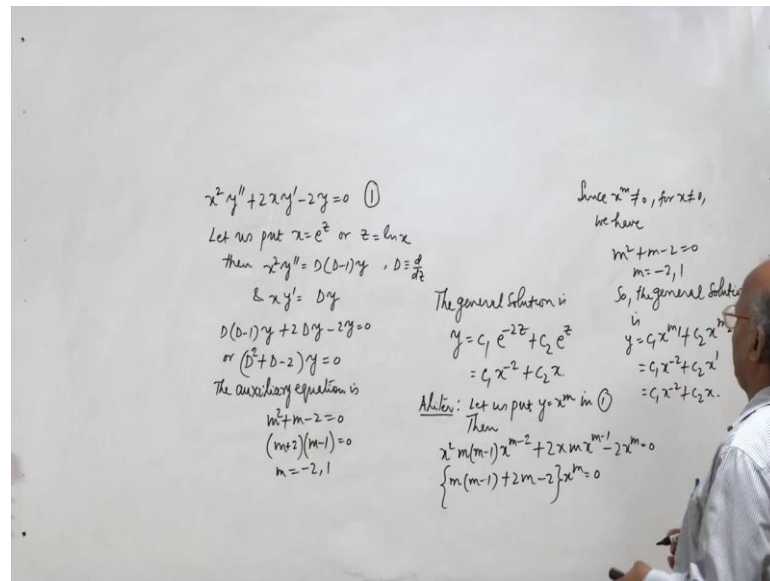 x²y″+2xy′-2y=0 ①
Let us put x=e^z or z=ln x
then x²y″=D(D-1)y , D≡d/dz
& xy′= Dy
D(D-1)y+2Dy-2y=0
or (D²+D-2)y=0
The auxiliary equation is
m²+m-2=0
(m+2)(m-1)=0
m=-2,1
The general solution is
y=c₁e^{-2z}+c₂e^z
=c₁x^{-2}+c₂x.
Aliter: Let us put y=x^m in ①
Then
x²m(m-1)x^{m-2}+2xmx^{m-1}-2x^m=0
{m(m-1)+2m-2}x^m=0
Since x^m≠0, for x≠0,
we have
m²+m-2=0
m=-2,1
So, the general
is
y=c₁x^{m₁}+c₂x^m
=c₁x^{-2}+c₂x^1
=c₁x^{-2}+c₂x.